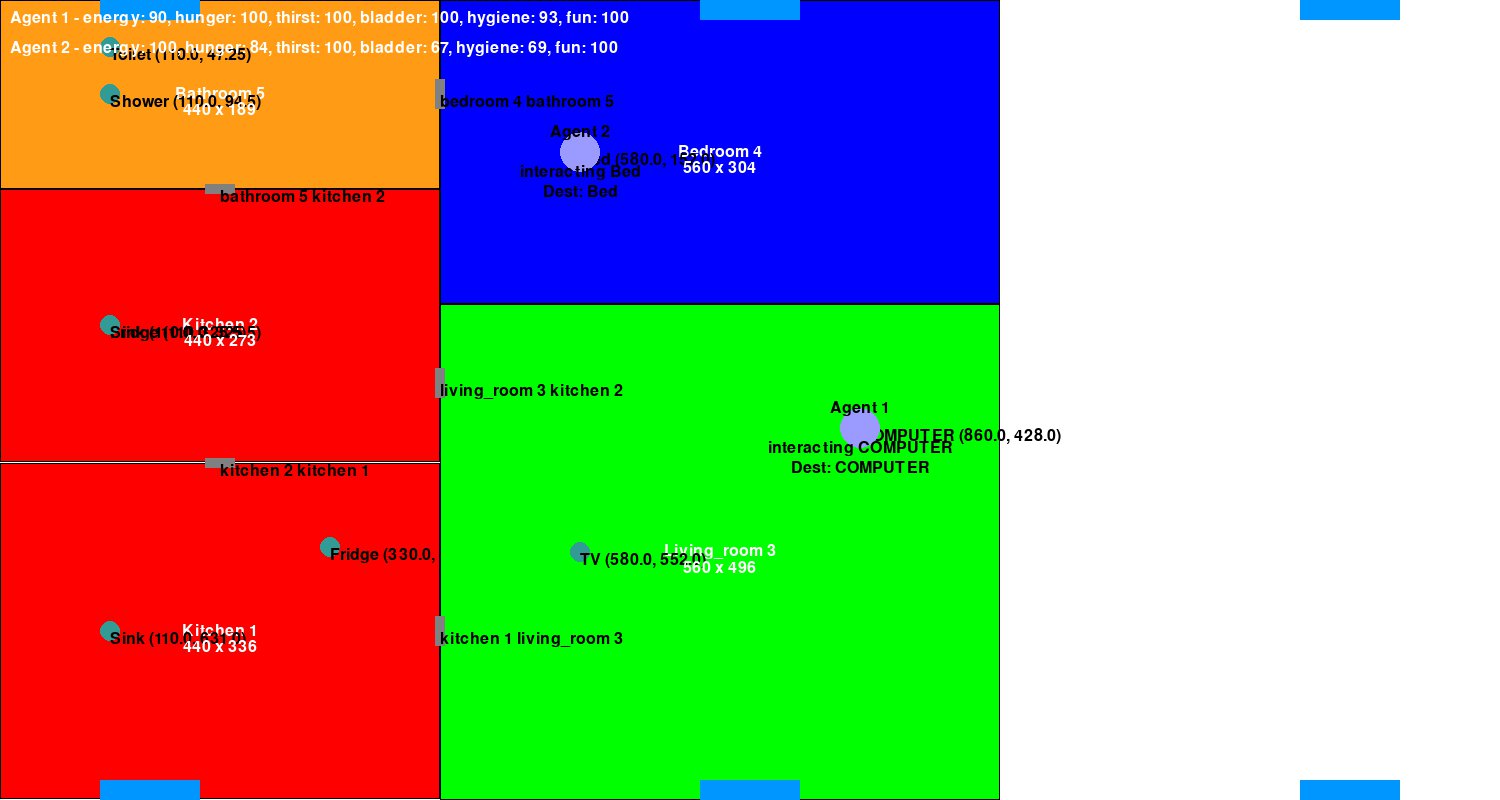 Agent 1 - energy: 90, hunger: 100, thirst: 100, bladder: 100, hygiene: 93, fun: 100
Agent 2 - energy: 100, hunger: 84, thirst: 100, bladder: 67, hygiene: 69, fun: 100
Toilet (110.0, 47.25)
Bathroom 5
Shower (110.0, 94.5)
440 x 189
bedroom 4 bathroom 5
Agent 2
Bedroom 4
560 x 304
interacting Bed
Dest: Bed
bathroom 5 kitchen 2
Kitchen 2
440 x 273
living_room 3 kitchen 2
Agent 1
COMPUTER (860.0, 428.0)
interacting COMPUTER
Dest: COMPUTER
kitchen 2 kitchen 1
Fridge (330.0,
Living_room 3
TV (580.0, 552.0)
560 x 496
Kitchen 1
Sink (110.0, 631.0)
440 x 336
kitchen 1 living_room 3